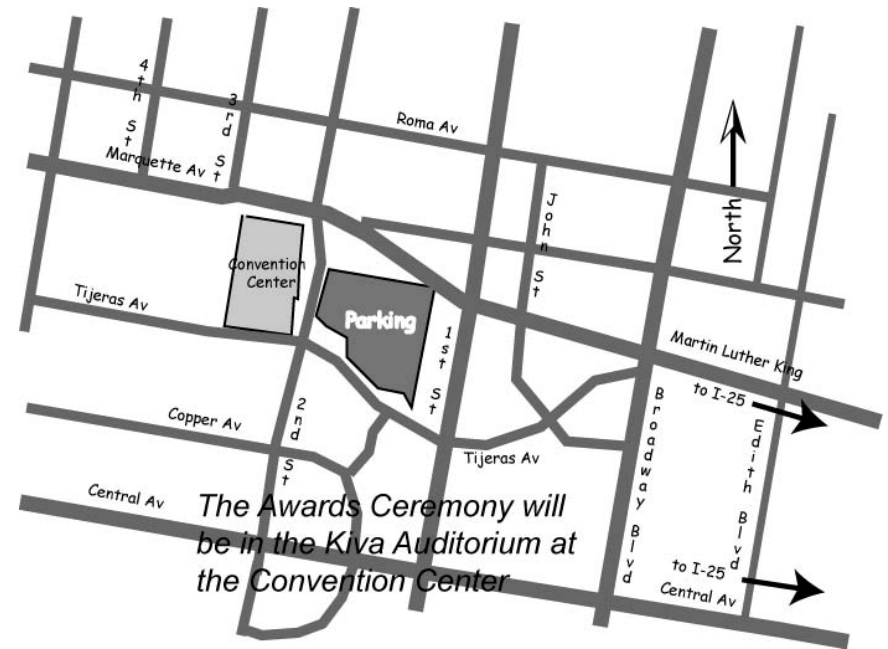 4th St
3rd St
Roma Av
Marquette Av
John St
North
Convention
Center
Tijeras Av
Parking
1st St
Martin Luther King
to I-25
Broadway Blvd
Edith Blvd
2nd St
Copper Av
Tijeras Av
Central Av
The Awards Ceremony will
be in the Kiva Auditorium at
the Convention Center
to I-25
Central Av